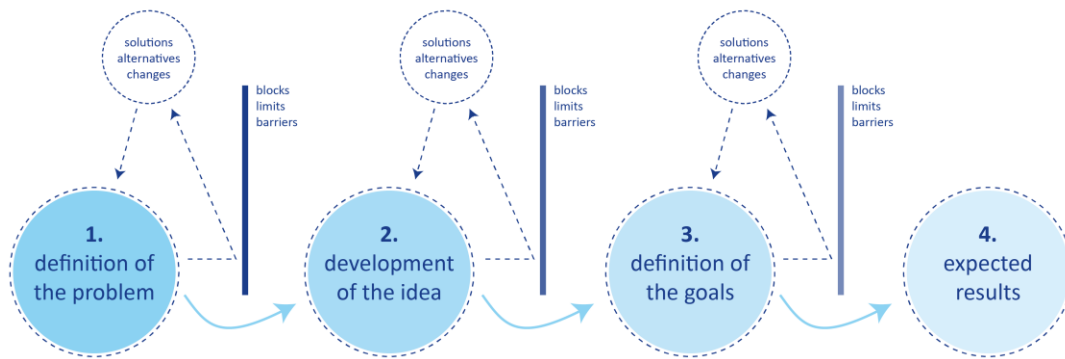 solutions
alternatives
changes
blocks
limits
barriers
1.
definition of
the problem
solutions
alternatives
changes
blocks
limits
barriers
2.
development
of the idea
solutions
alternatives
changes
blocks
limits
barriers
3.
definition of
the goals
4.
expected
results